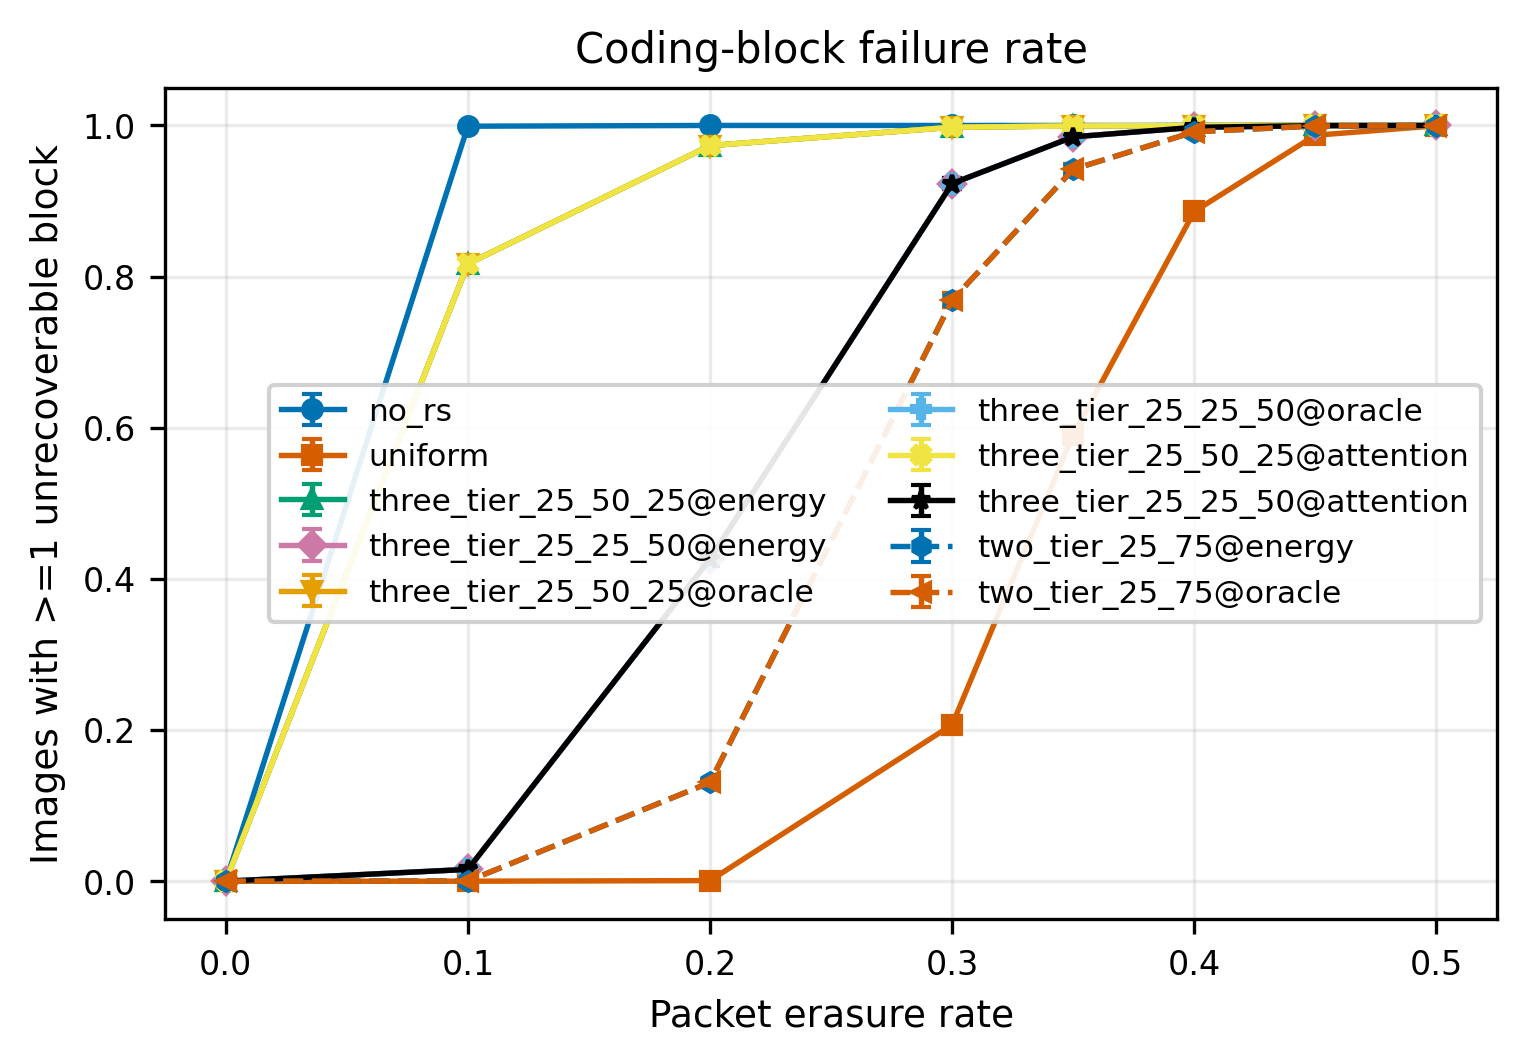 Coding-block failure rate
Images with >=1 unrecoverable block
1.0
0.8
0.6
0.4
0.2
0.0
no_rs
uniform
three_tier_25_50_25@energy
three_tier_25_25_50@energy
three_tier_25_50_25@oracle
three_tier_25_25_50@oracle
three_tier_25_50_25@attention
three_tier_25_25_50@attention
two_tier_25_75@energy
two_tier_25_75@oracle
0.0 0.1 0.2 0.3 0.4 0.5
Packet erasure rate